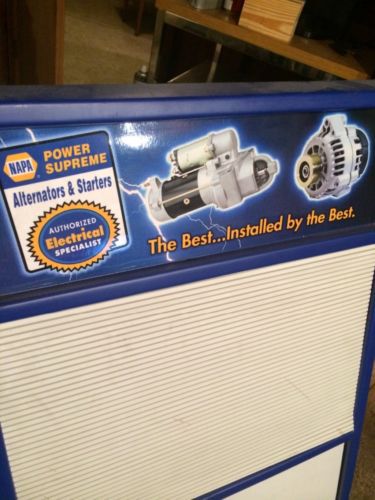 NAPA
POWER
SUPREME
Alternators & Starters
AUTHORIZED
Electrical
SPECIALIST
The Best...Installed by the Best.